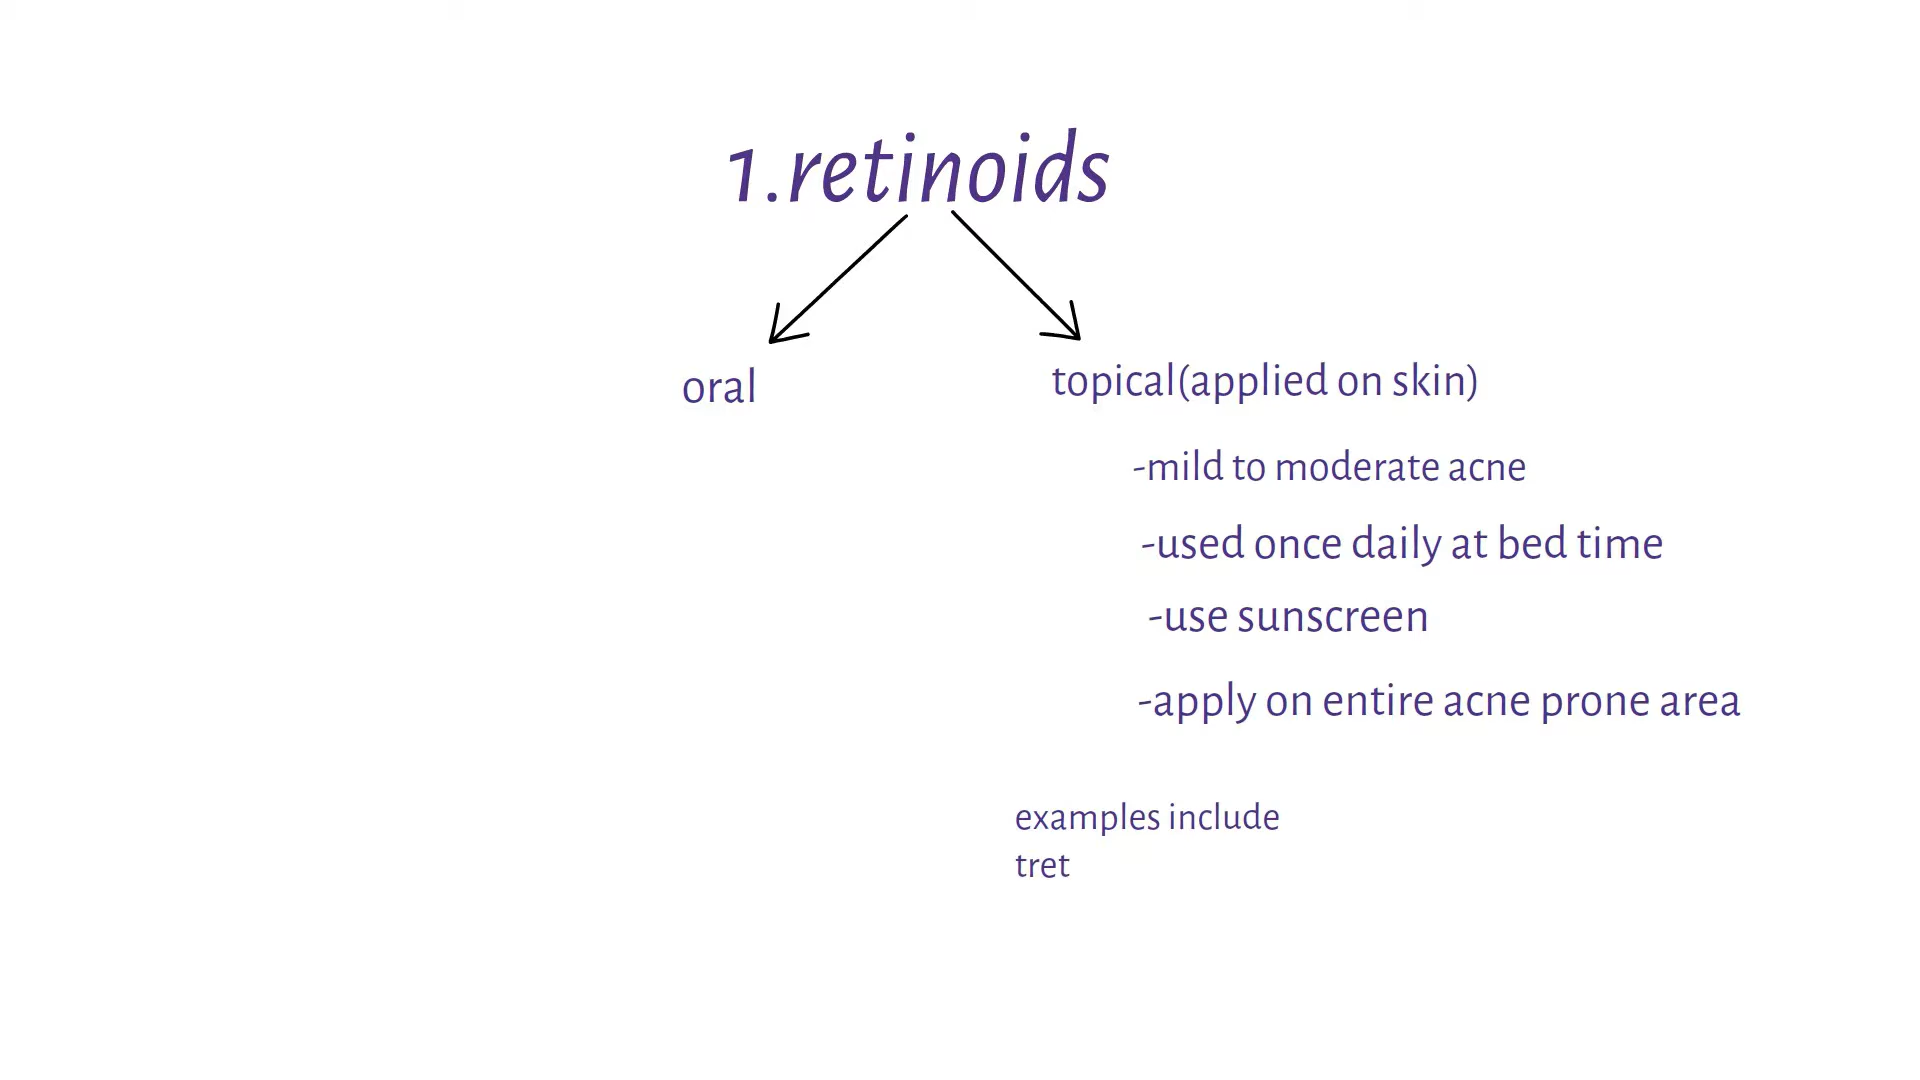 1.retinoids
oral
topical(applied on skin)
-mild to moderate acne
-used once daily at bed time
-use sunscreen
-apply on entire acne prone area
examples include
tret